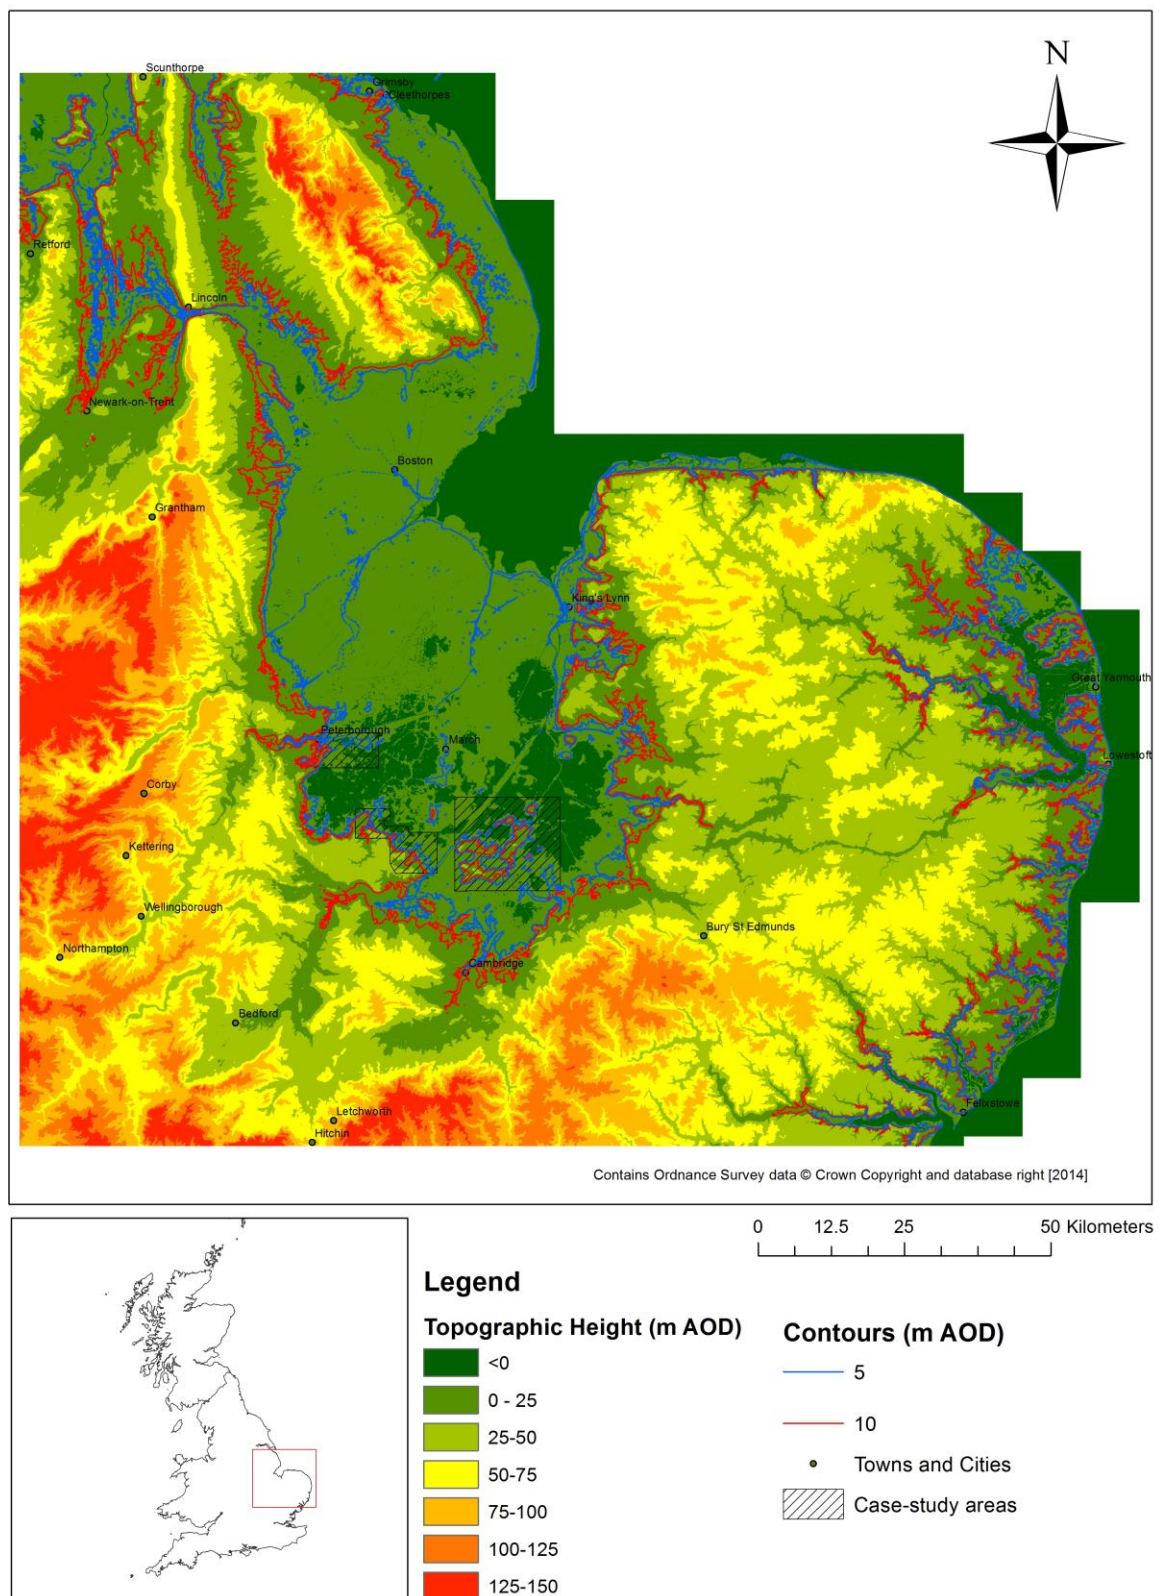 N
Scunthorpe
Grimsby
Cleethorpes
Retford
Lincoln
Newark-on-Trent
Boston
Grantham
King's Lynn
Great Yarmouth
Peterborough
March
Lowestoft
Corby
Kettering
Wellingborough
Bury St Edmunds
Northampton
Cambridge
Bedford
Felixstowe
Letchworth
Hitchin
Contains Ordnance Survey data © Crown Copyright and database right [2014]
0 12.5 25 50 Kilometers
Legend
Topographic Height (m AOD)
<0
0 - 25
25-50
50-75
75-100
100-125
125-150
Contours (m AOD)
5
10
Towns and Cities
Case-study areas